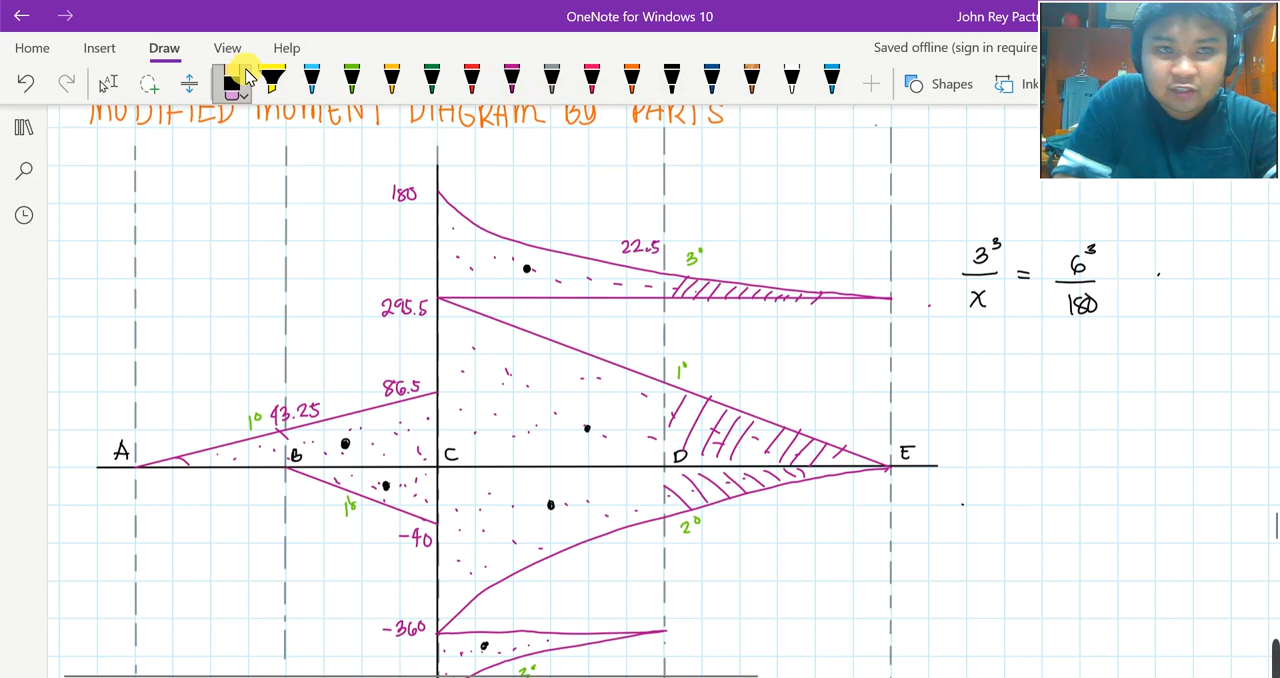 OneNote for Windows 10
John Rey Pactu
Home Insert Draw View Help
Saved offline (sign in require
Shapes
Ink
MODIFIED MOMENT DIAGRAM BY PARTS
180
22.5
3°
3³/x = 6³/180
295.5
1°
86.5
1° 43.25
A B C D E
1°
-40
2°
-360
3°